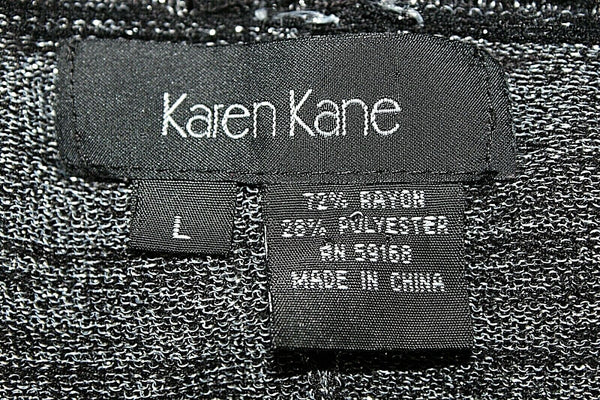 Karen Kane
L
72% RAYON
28% POLYESTER
RN 59168
MADE IN CHINA